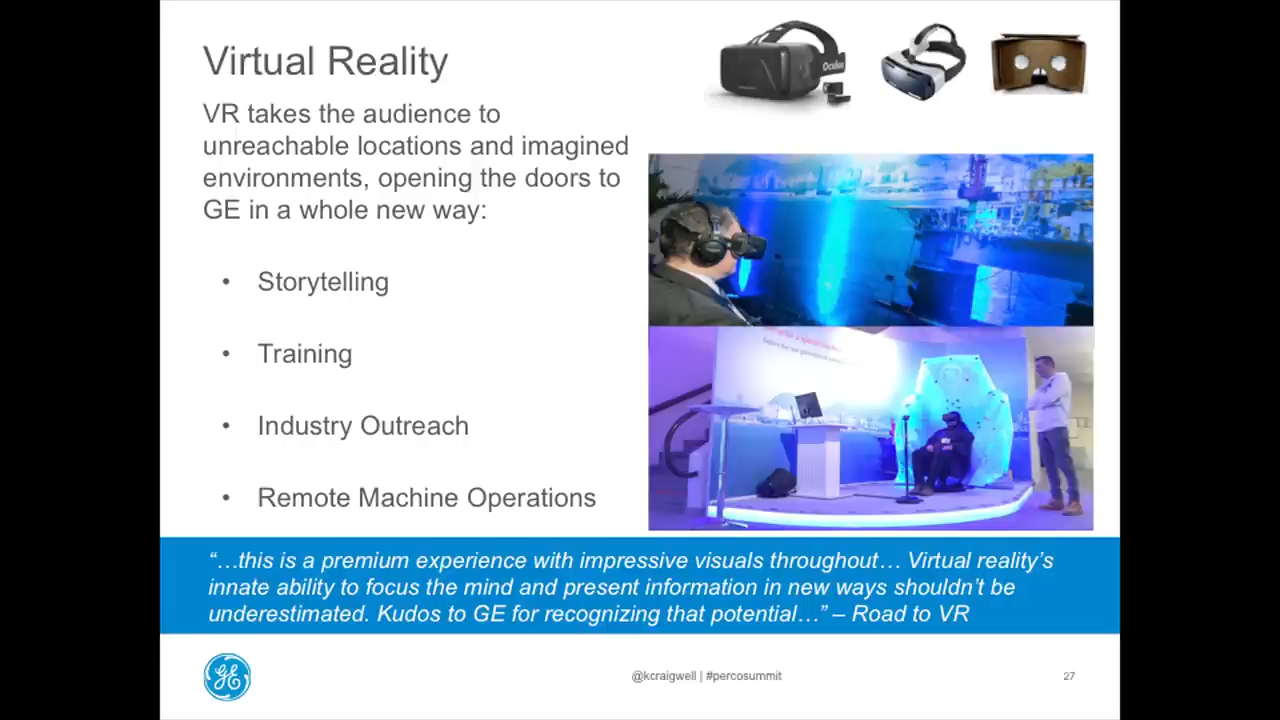 Virtual Reality
Oculus
VR takes the audience to
unreachable locations and imagined
environments, opening the doors to
GE in a whole new way:
• Storytelling
• Training
• Industry Outreach
• Remote Machine Operations
“…this is a premium experience with impressive visuals throughout… Virtual reality’s
innate ability to focus the mind and present information in new ways shouldn’t be
underestimated. Kudos to GE for recognizing that potential…” – Road to VR
GE
@kcraigwell | #percosummit
27